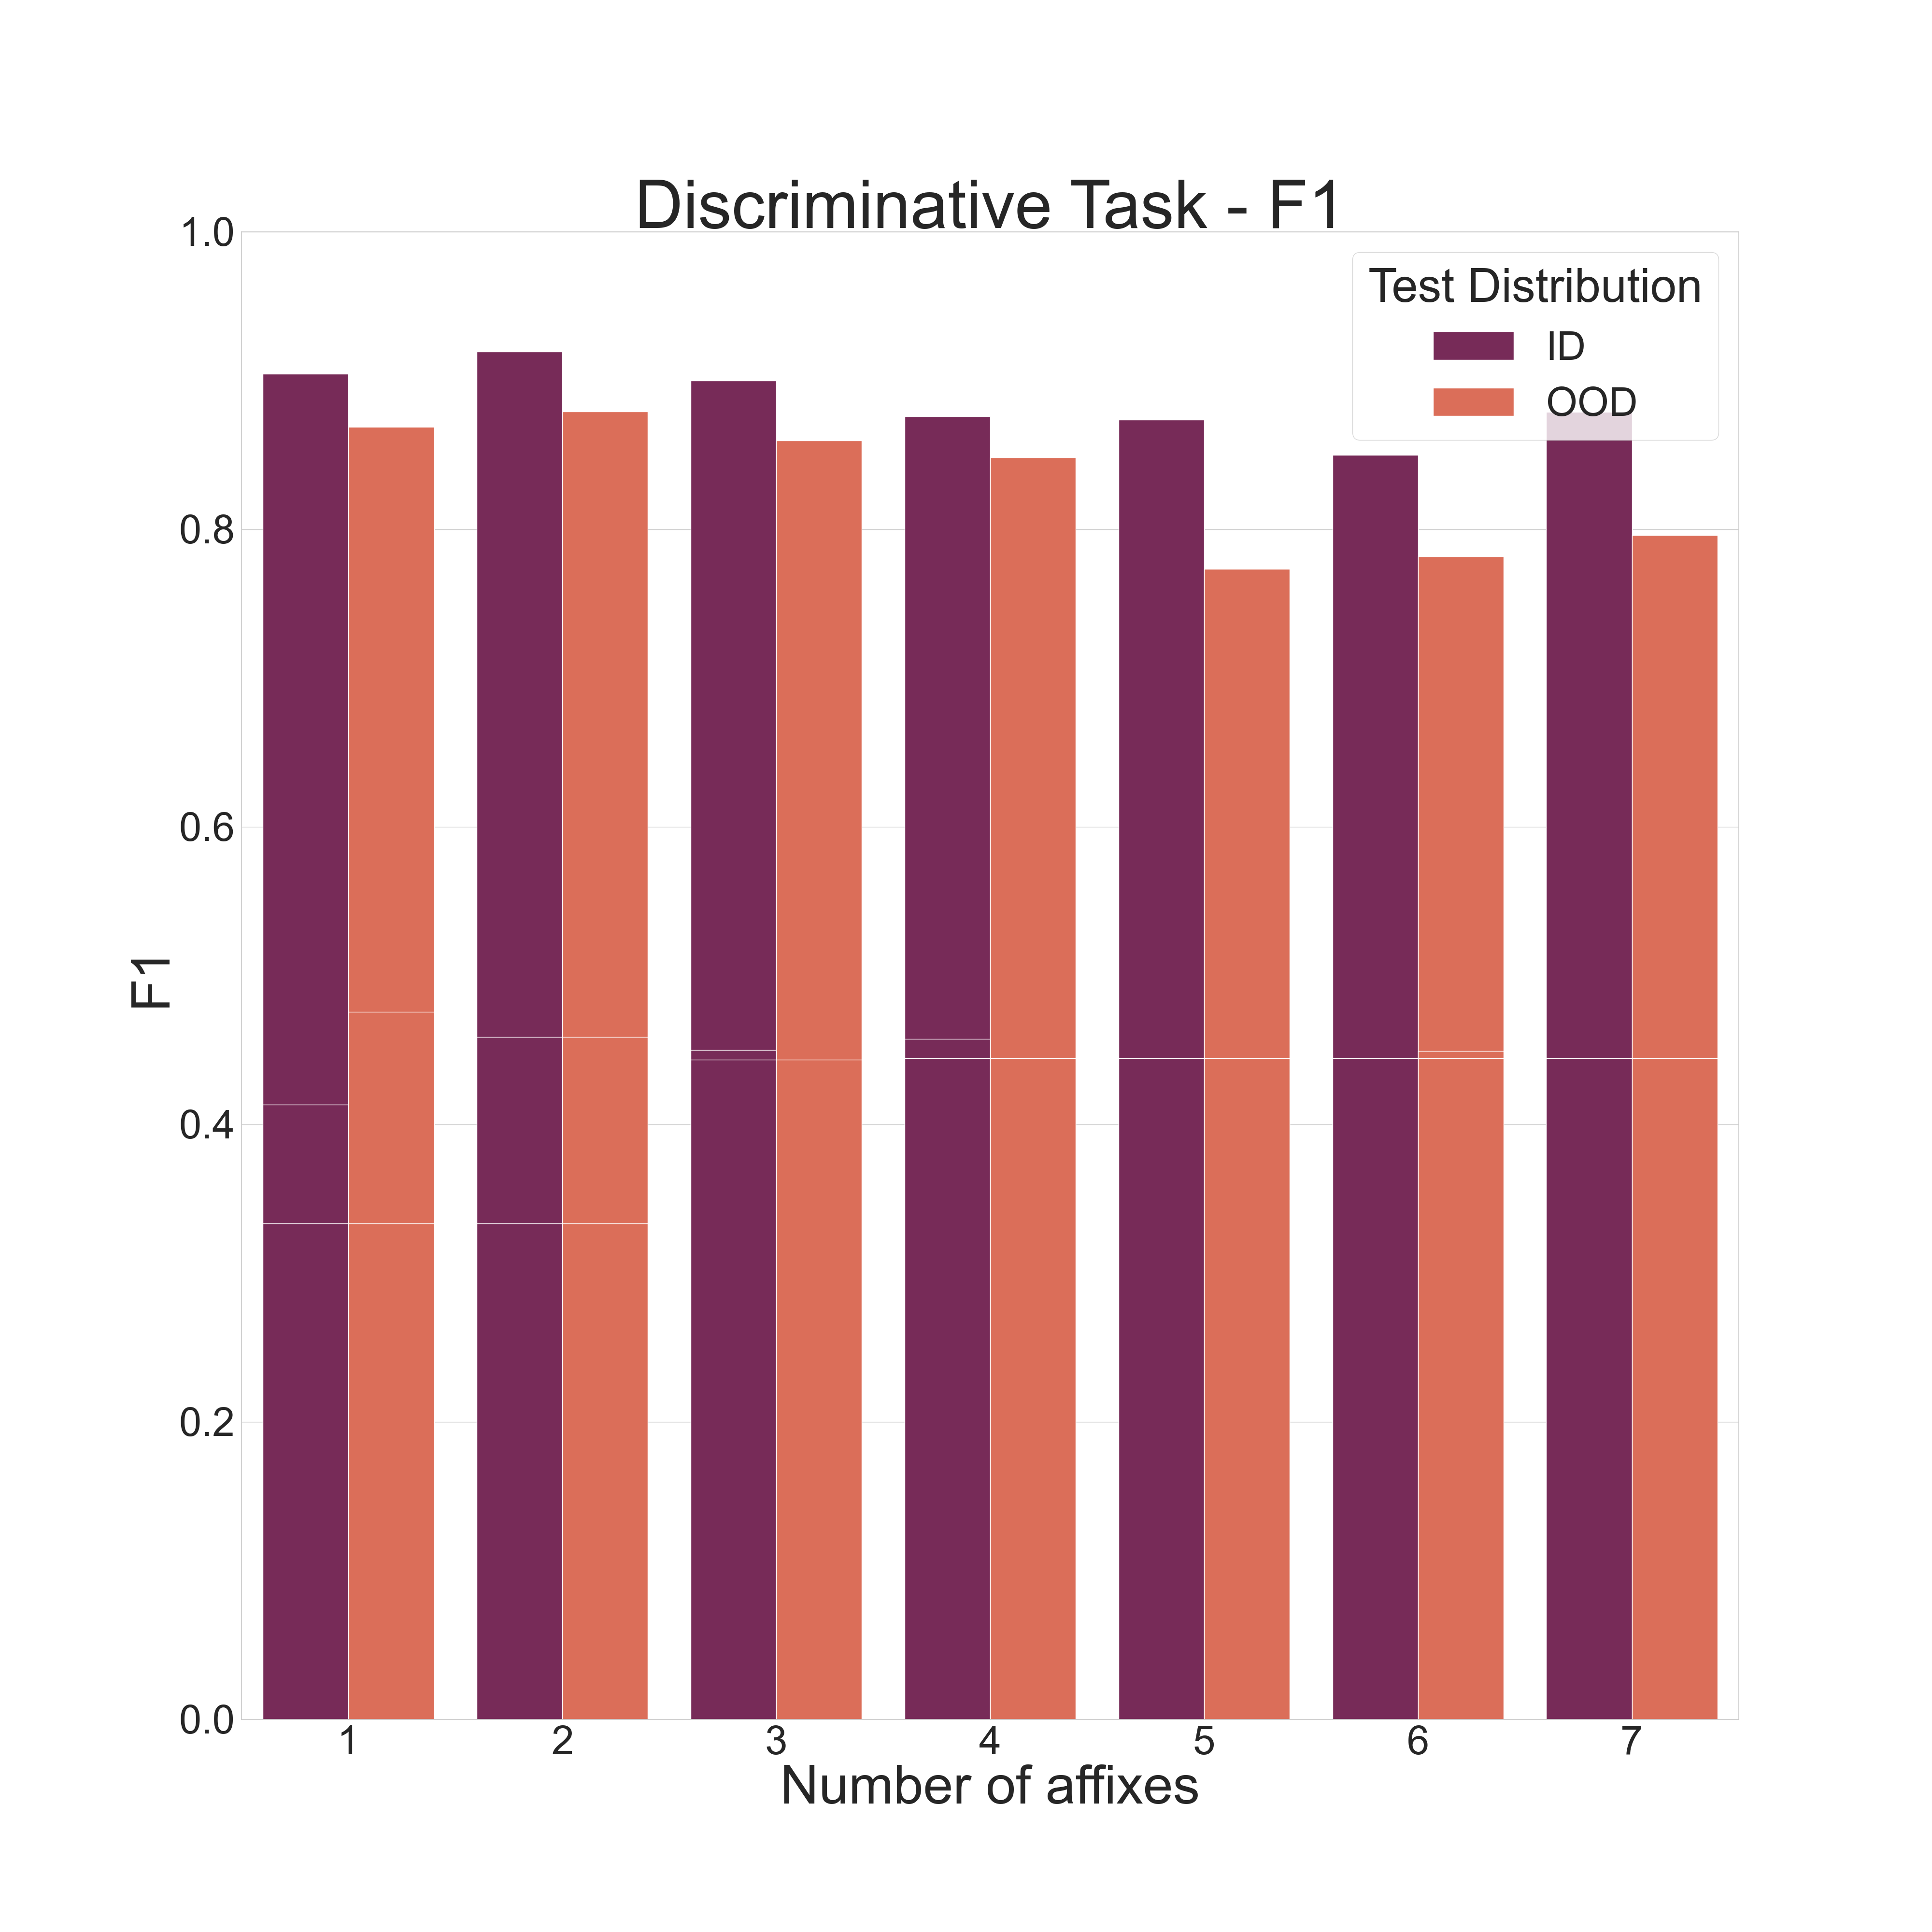 Discriminative Task - F1
Test Distribution
ID
OOD
1.0
0.8
0.6
0.4
0.2
0.0
F1
1 2 3 4 5 6 7
Number of affixes